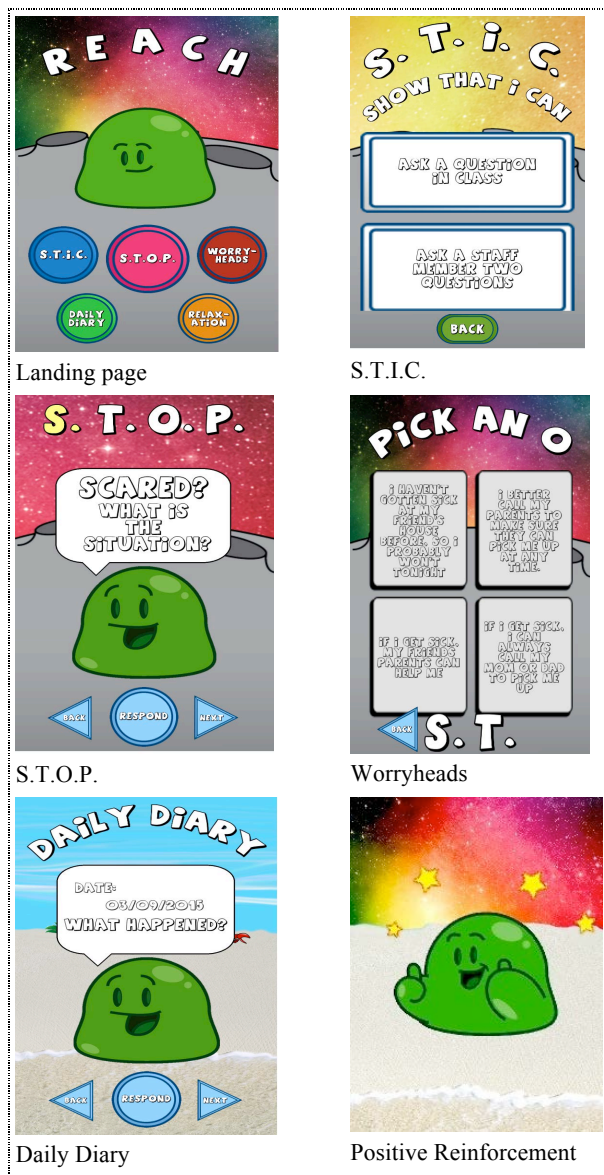 REACH
S.T.i.C.
S.T.O.P.
WORRY-
HEADS
DAiLY
DiARY
RELAX-
ATiON
Landing page
S.T.i.C.
SHOW THAT i CAN
ASK A QUESTiON
iN CLASS
ASK A STAFF
MEMBER TWO
QUESTiONS
BACK
S.T.I.C.
S.T.O.P.
SCARED?
WHAT iS
THE
SiTUATiON?
BACK
RESPOND
NEXT
S.T.O.P.
PiCK AN O
i HAVEN'T
GOTTEN SiCK
AT MY
FRiEND'S
HOUSE
BEFORE, SO i
PROBABLY
WON'T
TONiGHT
i BETTER
CALL MY
PARENTS TO
MAKE SURE
THEY CAN
PiCK ME UP
AT ANY
TiME.
iF i GET SiCK,
MY FRiENDS
PARENTS CAN
HELP ME
iF i GET SiCK,
i CAN
ALWAYS
CALL MY
MOM OR DAD
TO PiCK ME
UP
BACK
S.T.
Worryheads
DAiLY DiARY
DATE:
03/09/2015
WHAT HAPPENED?
BACK
RESPOND
NEXT
Daily Diary
Positive Reinforcement